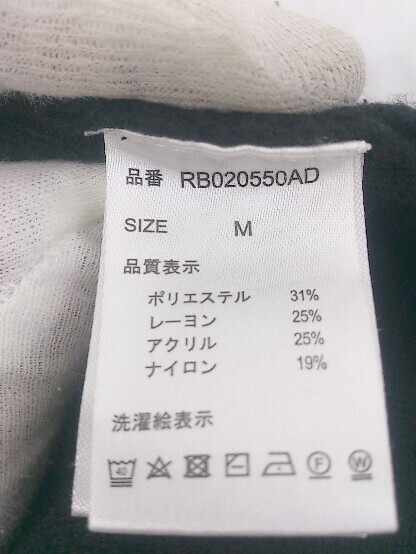 品番 RB020550AD
SIZE M
品質表示
ポリエステル 31%
レーヨン 25%
アクリル 25%
ナイロン 19%
洗濯絵表示
40 F W